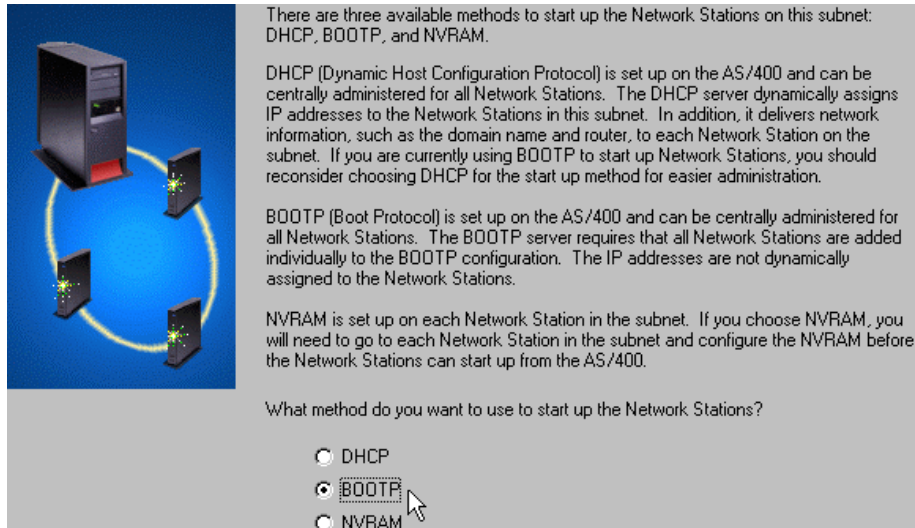 There are three available methods to start up the Network Stations on this subnet:
DHCP, BOOTP, and NVRAM.
DHCP (Dynamic Host Configuration Protocol) is set up on the AS/400 and can be
centrally administered for all Network Stations.  The DHCP server dynamically assigns
IP addresses to the Network Stations in this subnet.  In addition, it delivers network
information, such as the domain name and router, to each Network Station on the
subnet.  If you are currently using BOOTP to start up Network Stations, you should
reconsider choosing DHCP for the start up method for easier administration.
BOOTP (Boot Protocol) is set up on the AS/400 and can be centrally administered for
all Network Stations.  The BOOTP server requires that all Network Stations are added
individually to the BOOTP configuration.  The IP addresses are not dynamically
assigned to the Network Stations.
NVRAM is set up on each Network Station in the subnet.  If you choose NVRAM, you
will need to go to each Network Station in the subnet and configure the NVRAM before
the Network Stations can start up from the AS/400.
What method do you want to use to start up the Network Stations?
DHCP
BOOTP
NVRAM